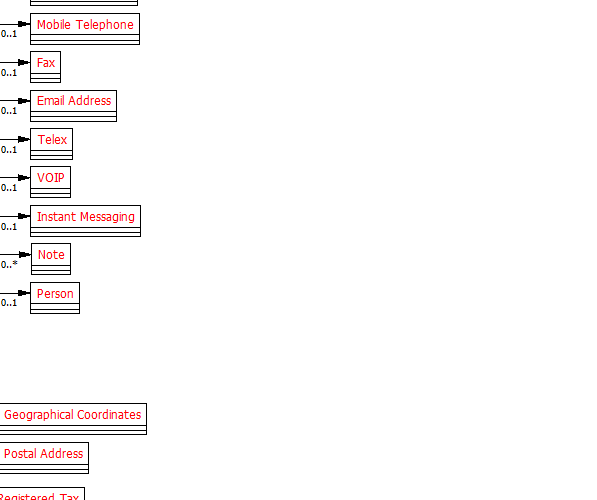 Mobile Telephone
0..1
Fax
0..1
Email Address
0..1
Telex
0..1
VOIP
0..1
Instant Messaging
0..1
Note
0..*
Person
0..1
Geographical Coordinates
Postal Address
Registered Tax